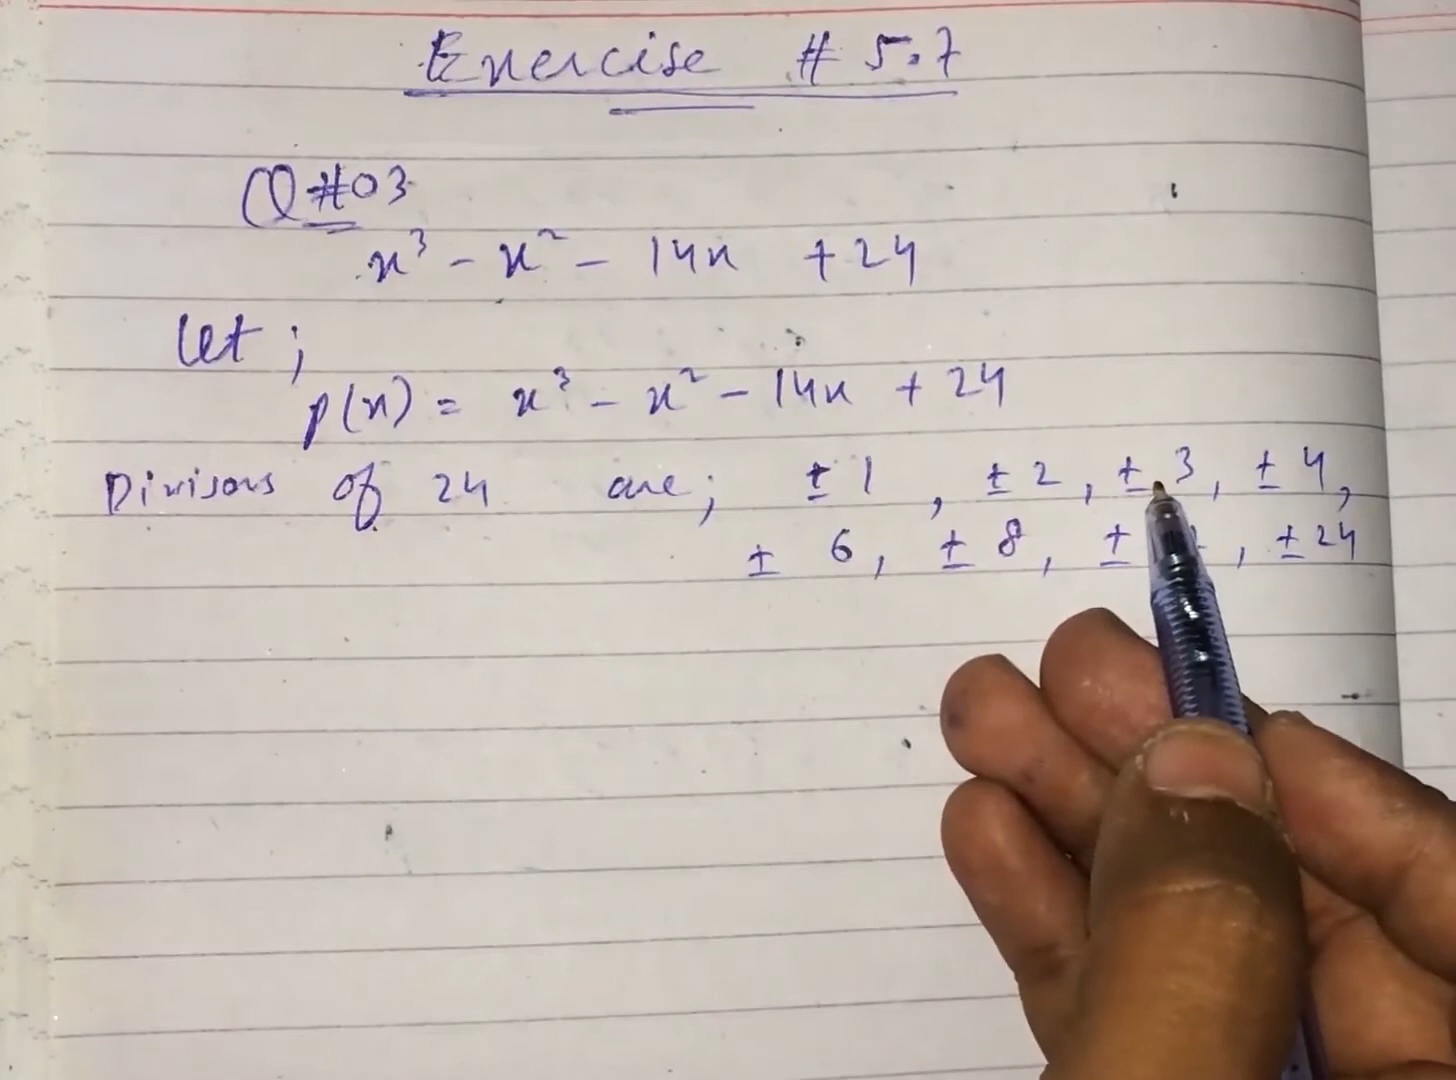 Exercise # 5.7
Q#03
x³ - x² - 14x + 24
let ;
p(x) = x³ - x² - 14x + 24
Divisors of 24 are; ± 1 , ± 2 , ± 3 , ± 4 ,
± 6 , ± 8 , ± , ± 24